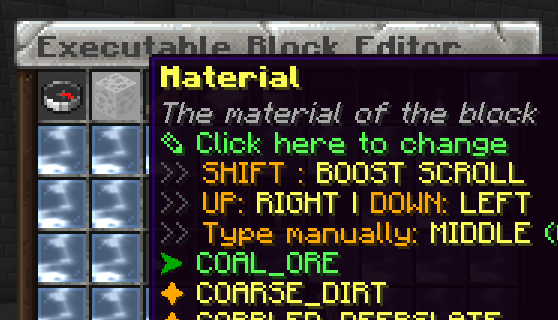 Executable Block Editor
Material
The material of the block
✎ Click here to change
>> SHIFT : BOOST SCROLL
>> UP: RIGHT | DOWN: LEFT
>> Type manually: MIDDLE (
➤ COAL_ORE
✦ COARSE_DIRT
✦ COBBLED_DEEPSLATE